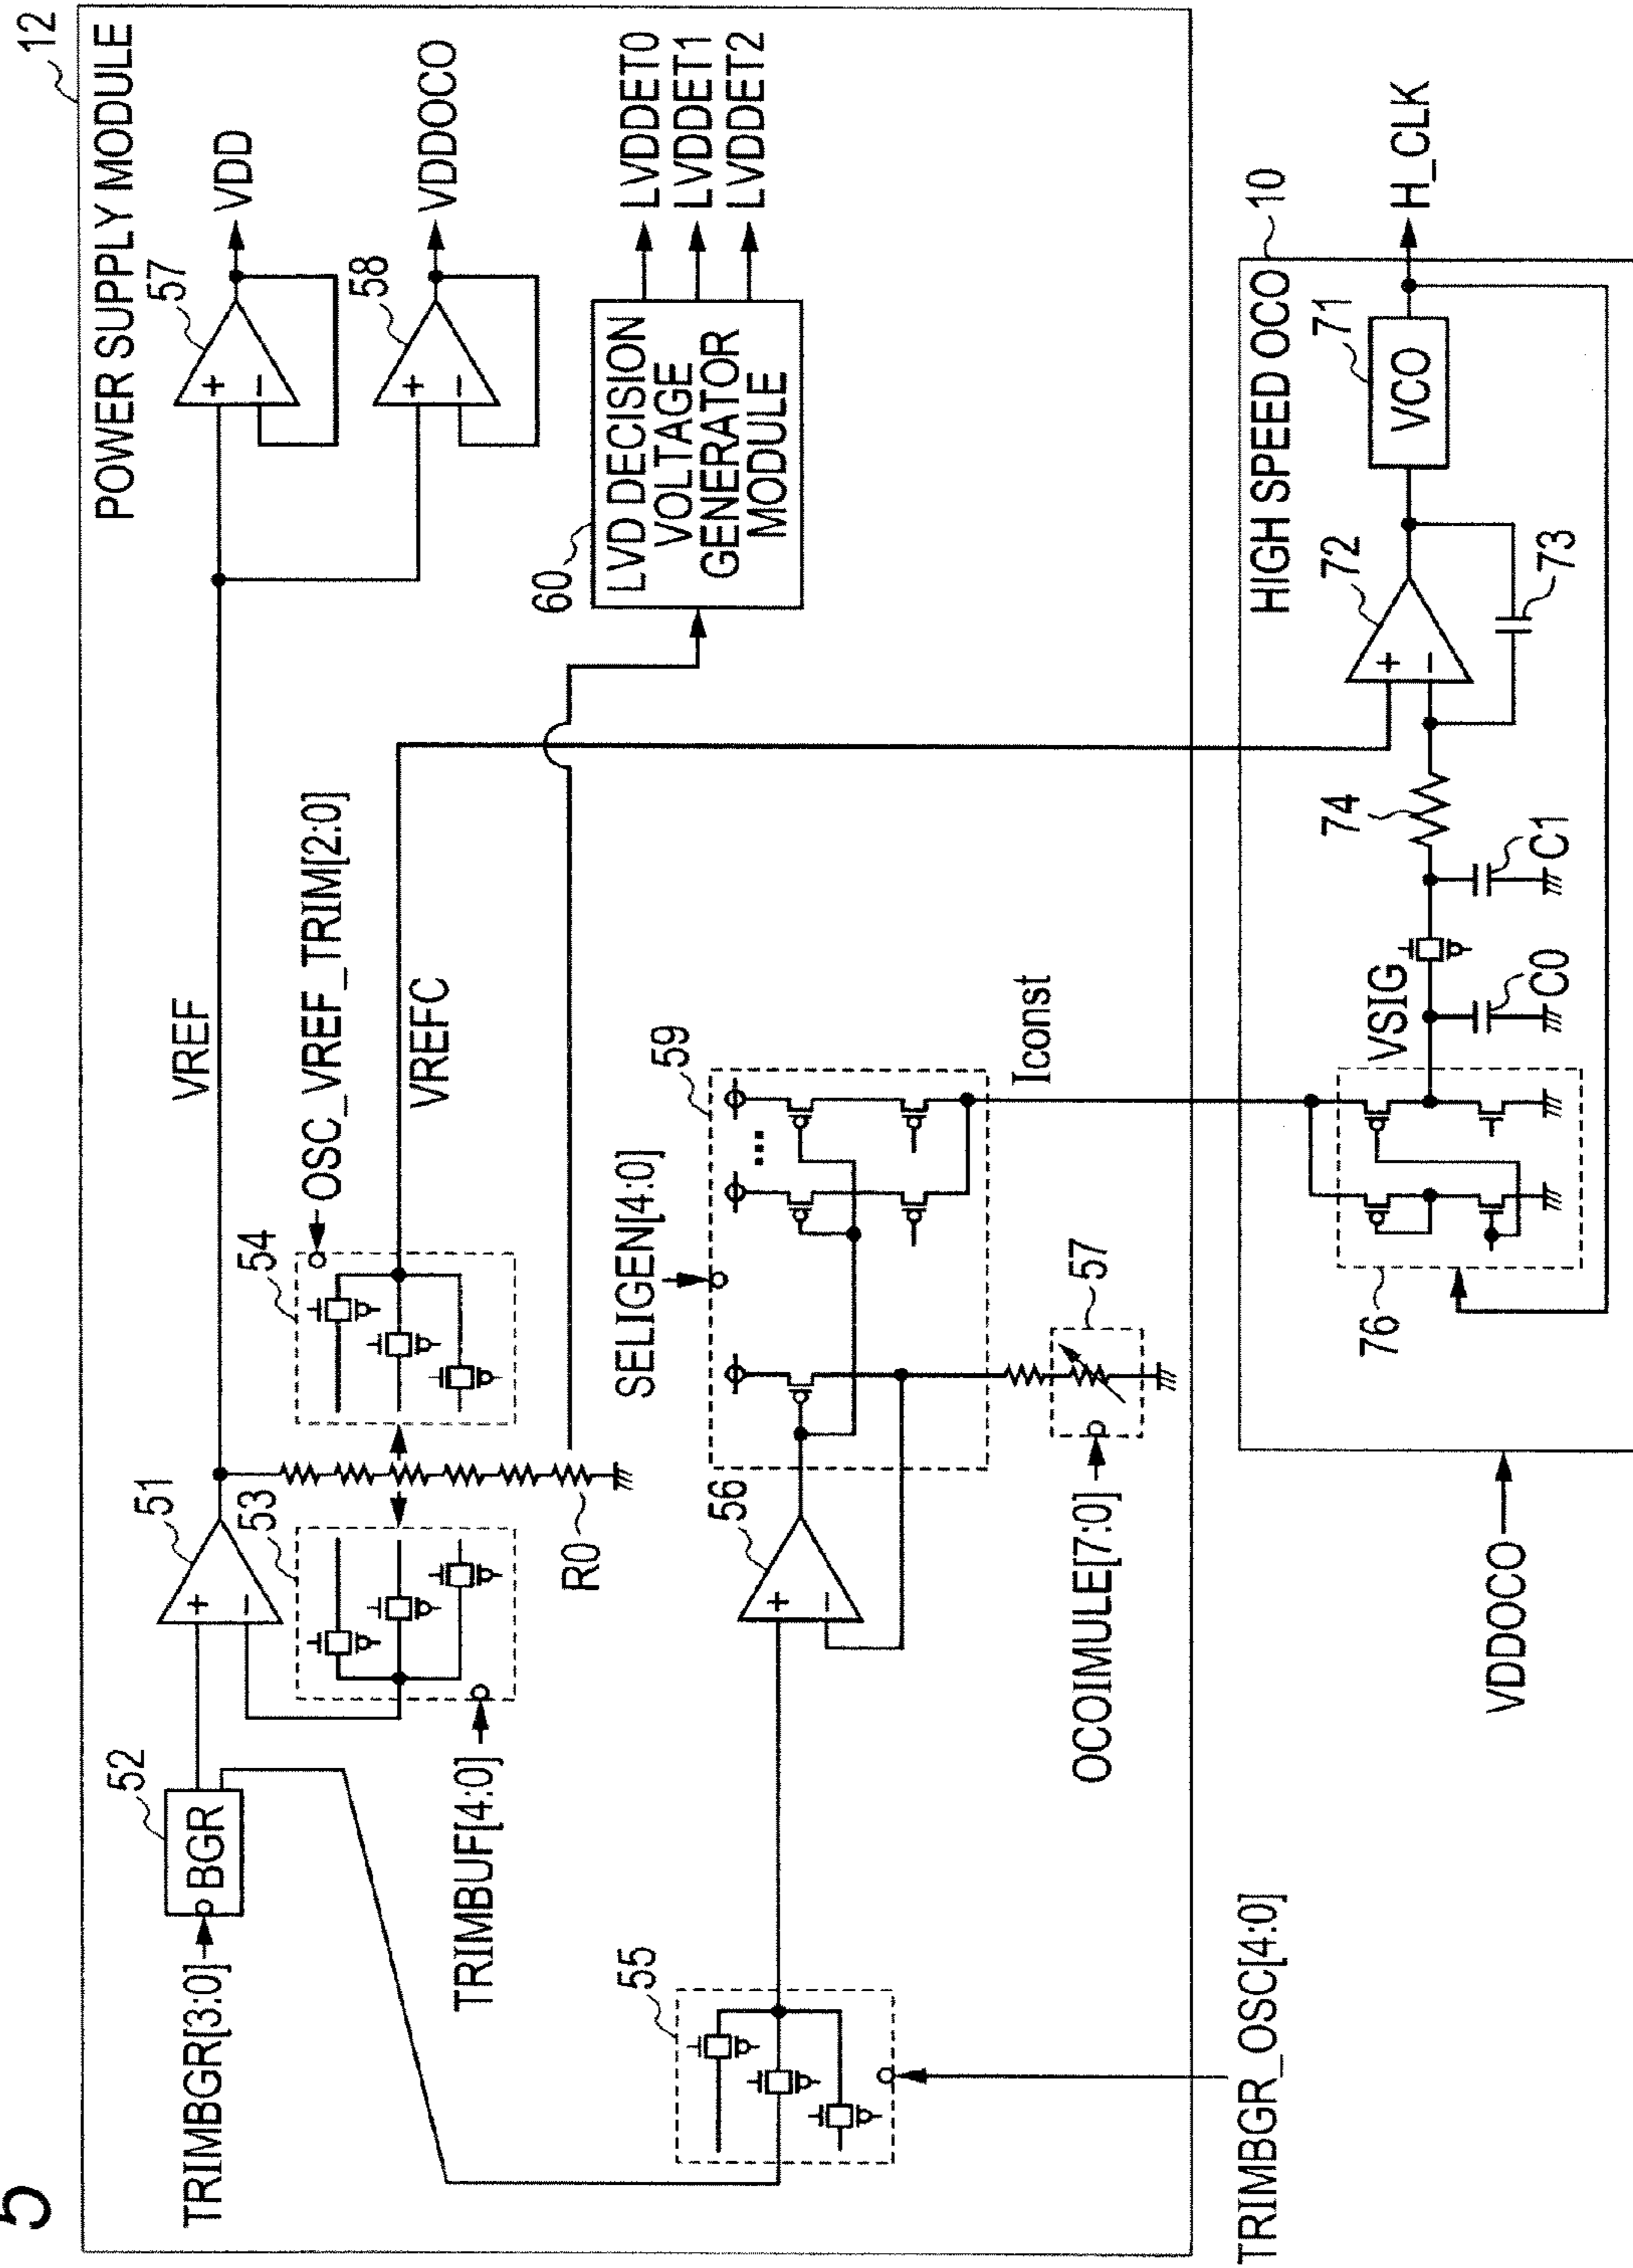 5
12
POWER SUPPLY MODULE
TRIMBGR[3:0]
BGR
52
51
+
−
53
TRIMBUF[4:0]
R0
54
OSC_VREF_TRIM[2:0]
VREF
VREFC
57
+
−
VDD
58
+
−
VDDOCO
60
LVD DECISION
VOLTAGE
GENERATOR
MODULE
LVDDET0
LVDDET1
LVDDET2
55
TRIMBGR_OSC[4:0]
56
+
−
SELIGEN[4:0]
59
...
OCOIMULE[7:0]
57
Iconst
VDDOCO
HIGH SPEED OCO
10
76
VSIG
C0
C1
74
72
+
−
73
VCO
71
H_CLK